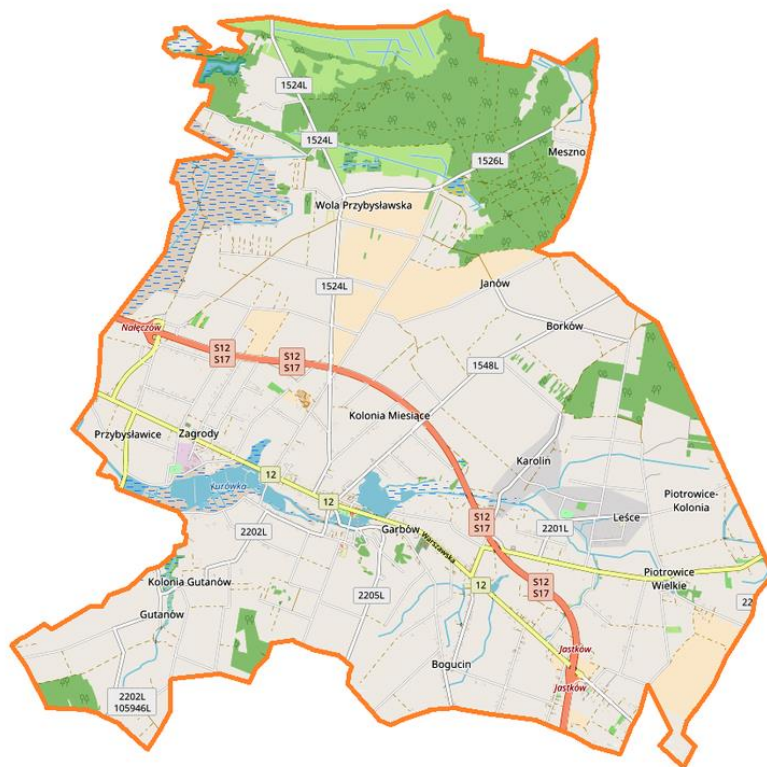 1524L
1524L
1526L
Meszno
Wola Przybysławska
Janów
1524L
Borków
Nałęczów
S12
S17
S12
S17
1548L
Kolonia Miesiące
Przybysławice
Zagrody
Karolin
12
Kurówka
12
Piotrowice-
Kolonia
Leśce
S12
S17
2201L
2202L
Garbów
Warszawska
Piotrowice
Wielkie
Kolonia Gutanów
12
S12
S17
2205L
22
Gutanów
Jastków
Bogucin
Jastków
2202L
105946L